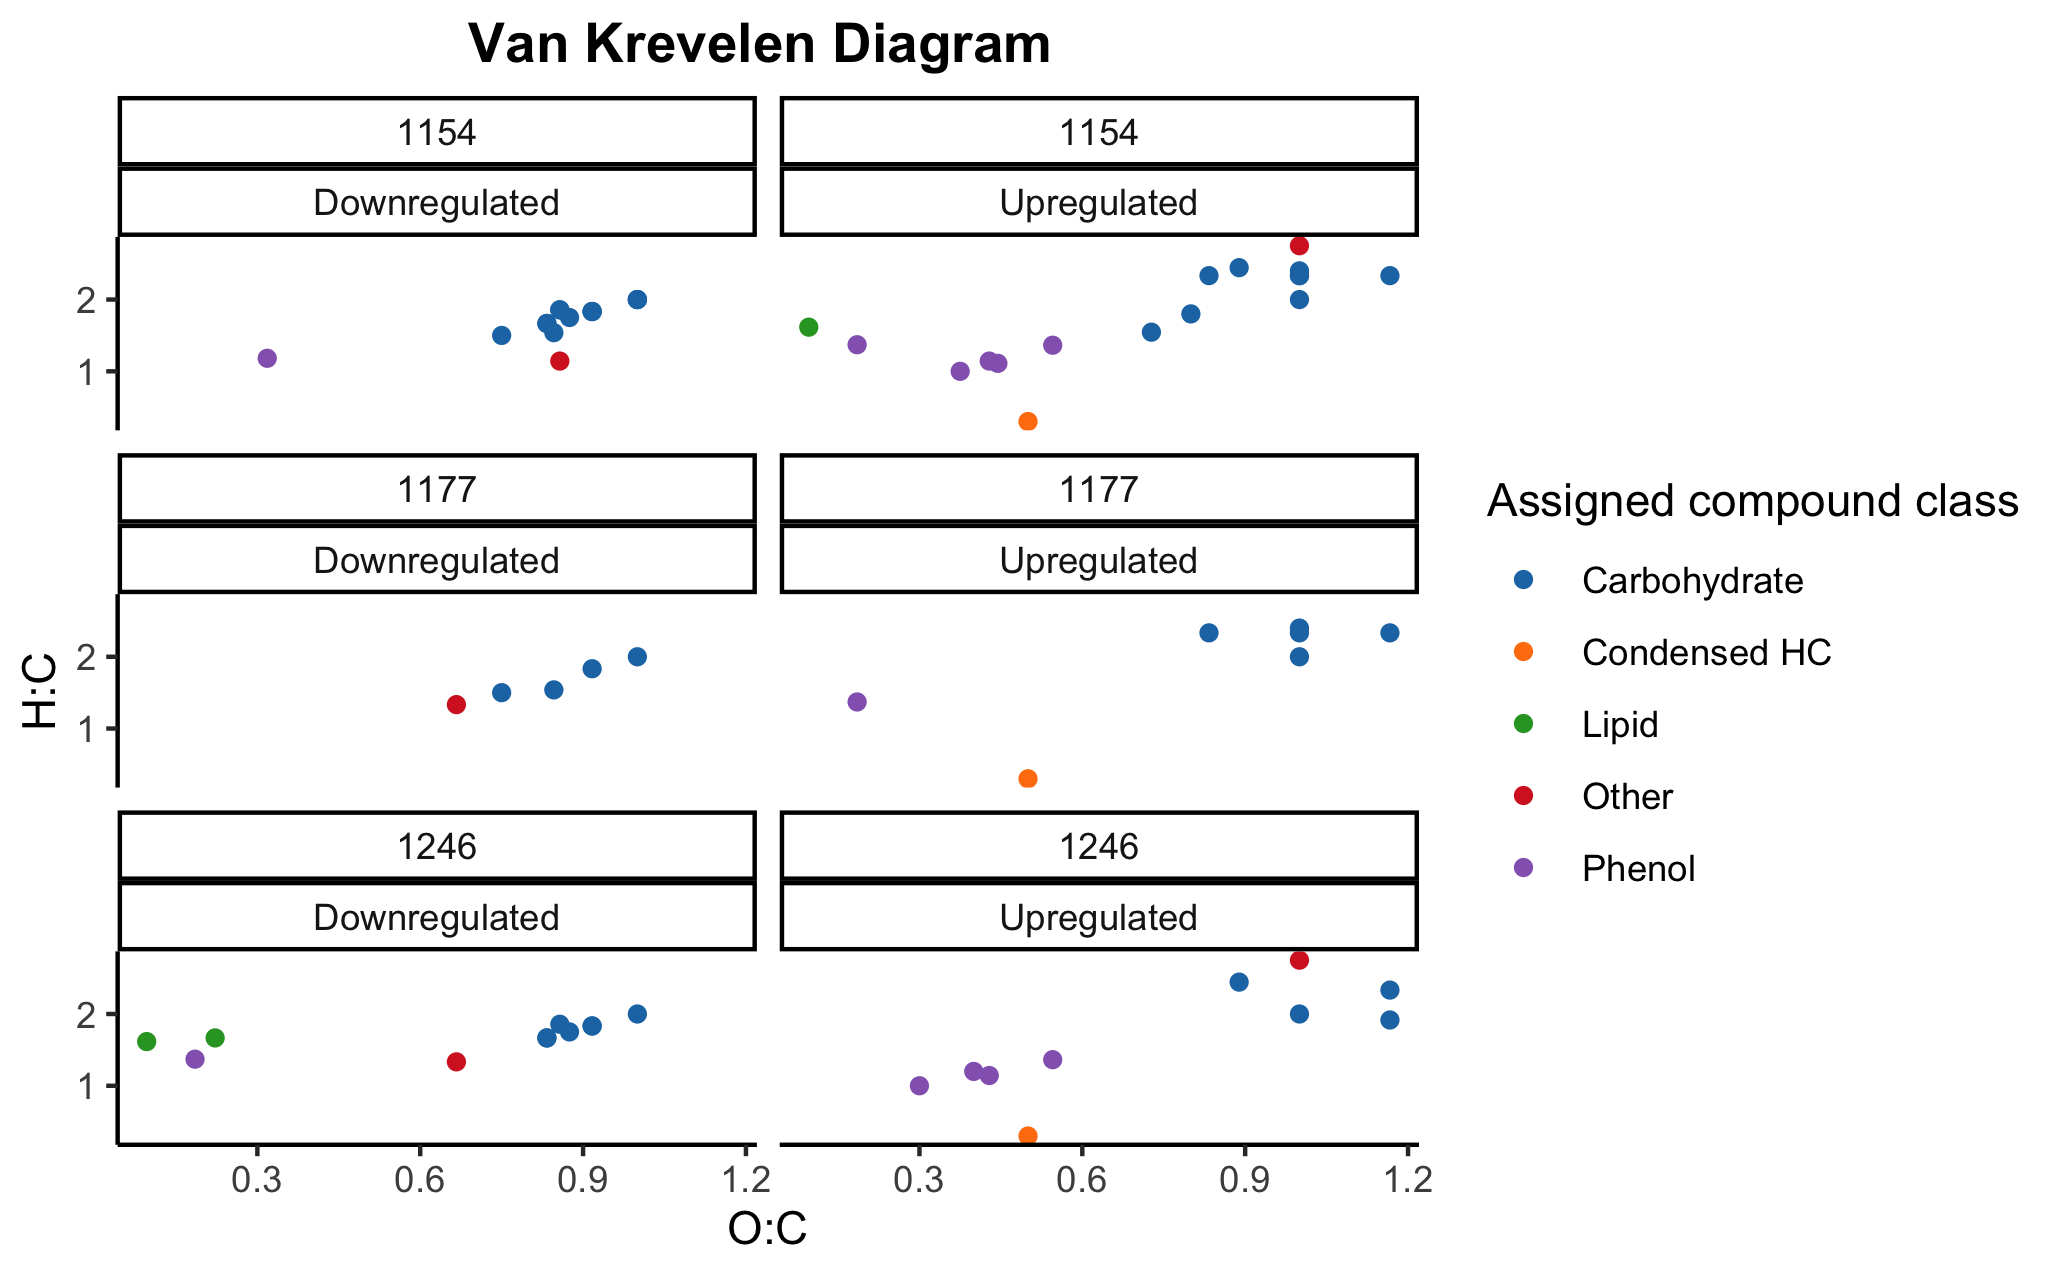 Van Krevelen Diagram
1154
1154
Downregulated
Upregulated
2
1
1177
1177
Downregulated
Upregulated
2
1
H:C
1246
1246
Downregulated
Upregulated
2
1
0.3
0.6
0.9
1.2
0.3
0.6
0.9
1.2
O:C
Assigned compound class
Carbohydrate
Condensed HC
Lipid
Other
Phenol